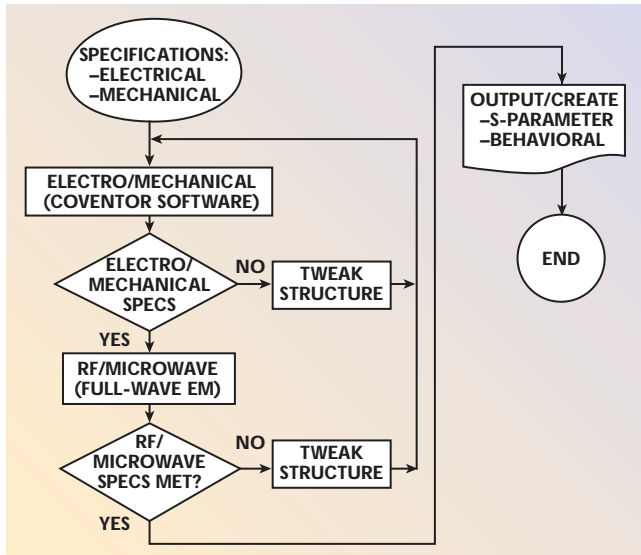 SPECIFICATIONS:
–ELECTRICAL
–MECHANICAL
ELECTRO/MECHANICAL
(COVENTOR SOFTWARE)
ELECTRO/
MECHANICAL
SPECS
NO
TWEAK
STRUCTURE
YES
RF/MICROWAVE
(FULL-WAVE EM)
RF/
MICROWAVE
SPECS MET?
NO
TWEAK
STRUCTURE
YES
OUTPUT/CREATE
–S-PARAMETER
–BEHAVIORAL
END